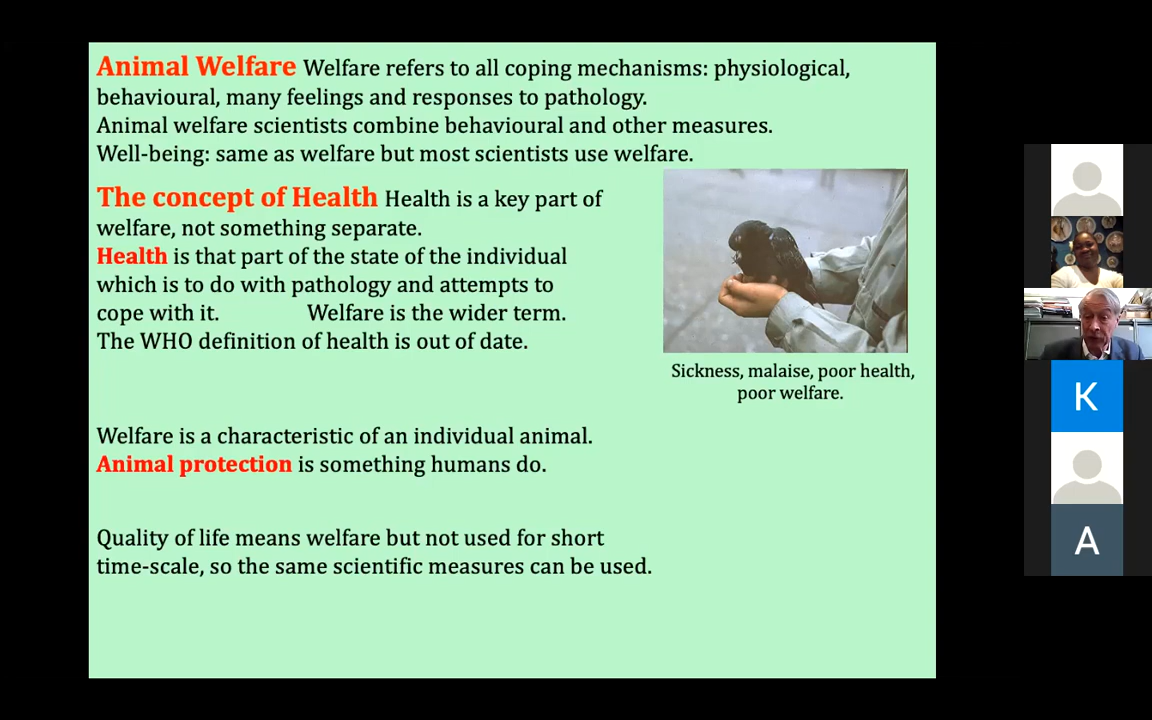 Animal Welfare Welfare refers to all coping mechanisms: physiological,
behavioural, many feelings and responses to pathology.
Animal welfare scientists combine behavioural and other measures.
Well-being: same as welfare but most scientists use welfare.
The concept of Health Health is a key part of
welfare, not something separate.
Health is that part of the state of the individual
which is to do with pathology and attempts to
cope with it. Welfare is the wider term.
The WHO definition of health is out of date.
Sickness, malaise, poor health,
poor welfare.
Welfare is a characteristic of an individual animal.
Animal protection is something humans do.
Quality of life means welfare but not used for short
time-scale, so the same scientific measures can be used.
K
A